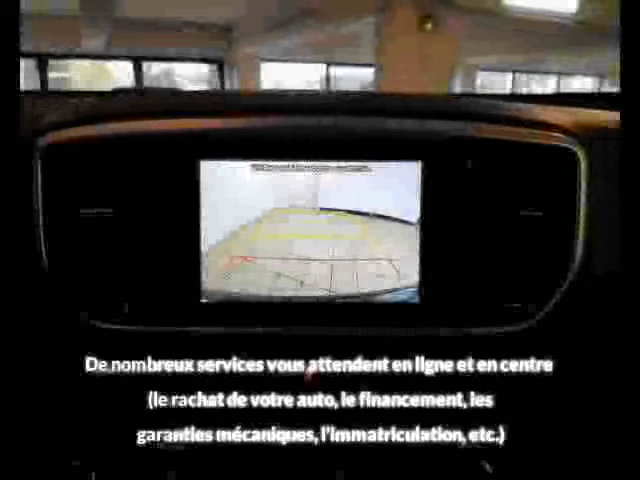 De nombreux services vous attendent en ligne et en centre
(le rachat de votre auto, le financement, les
garanties mécaniques, l'immatriculation, etc.)